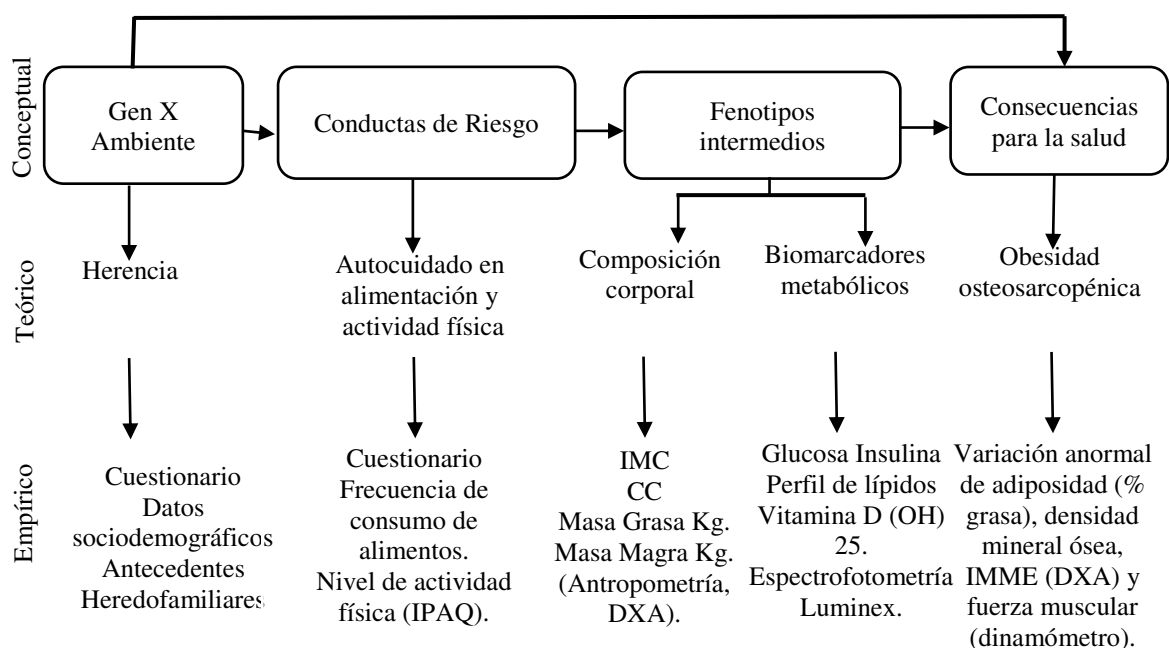 Conceptual
Gen X
Ambiente
Conductas de Riesgo
Fenotipos
intermedios
Consecuencias
para la salud
Teórico
Herencia
Autocuidado en
alimentación y
actividad física
Composición
corporal
Biomarcadores
metabólicos
Obesidad
osteosarcopénica
Empírico
Cuestionario
Datos
sociodemográficos
Antecedentes
Heredofamiliares
Cuestionario
Frecuencia de
consumo de
alimentos.
Nivel de actividad
física (IPAQ).
IMC
CC
Masa Grasa Kg.
Masa Magra Kg.
(Antropometría,
DXA).
Glucosa Insulina
Perfil de lípidos
Vitamina D (OH)
25.
Espectrofotometría
Luminex.
Variación anormal
de adiposidad (%
grasa), densidad
mineral ósea,
IMME (DXA) y
fuerza muscular
(dinamómetro).